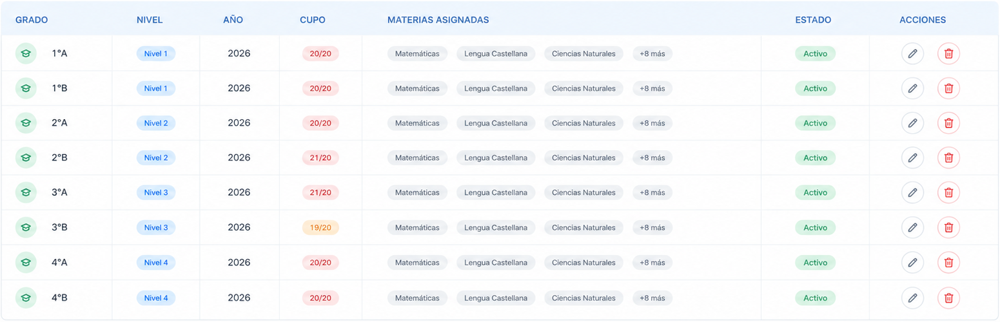 GRADO NIVEL AÑO CUPO MATERIAS ASIGNADAS ESTADO ACCIONES
1°A Nivel 1 2026 20/20 Matemáticas Lengua Castellana Ciencias Naturales +8 más Activo
1°B Nivel 1 2026 20/20 Matemáticas Lengua Castellana Ciencias Naturales +8 más Activo
2°A Nivel 2 2026 20/20 Matemáticas Lengua Castellana Ciencias Naturales +8 más Activo
2°B Nivel 2 2026 21/20 Matemáticas Lengua Castellana Ciencias Naturales +8 más Activo
3°A Nivel 3 2026 21/20 Matemáticas Lengua Castellana Ciencias Naturales +8 más Activo
3°B Nivel 3 2026 19/20 Matemáticas Lengua Castellana Ciencias Naturales +8 más Activo
4°A Nivel 4 2026 20/20 Matemáticas Lengua Castellana Ciencias Naturales +8 más Activo
4°B Nivel 4 2026 20/20 Matemáticas Lengua Castellana Ciencias Naturales +8 más Activo